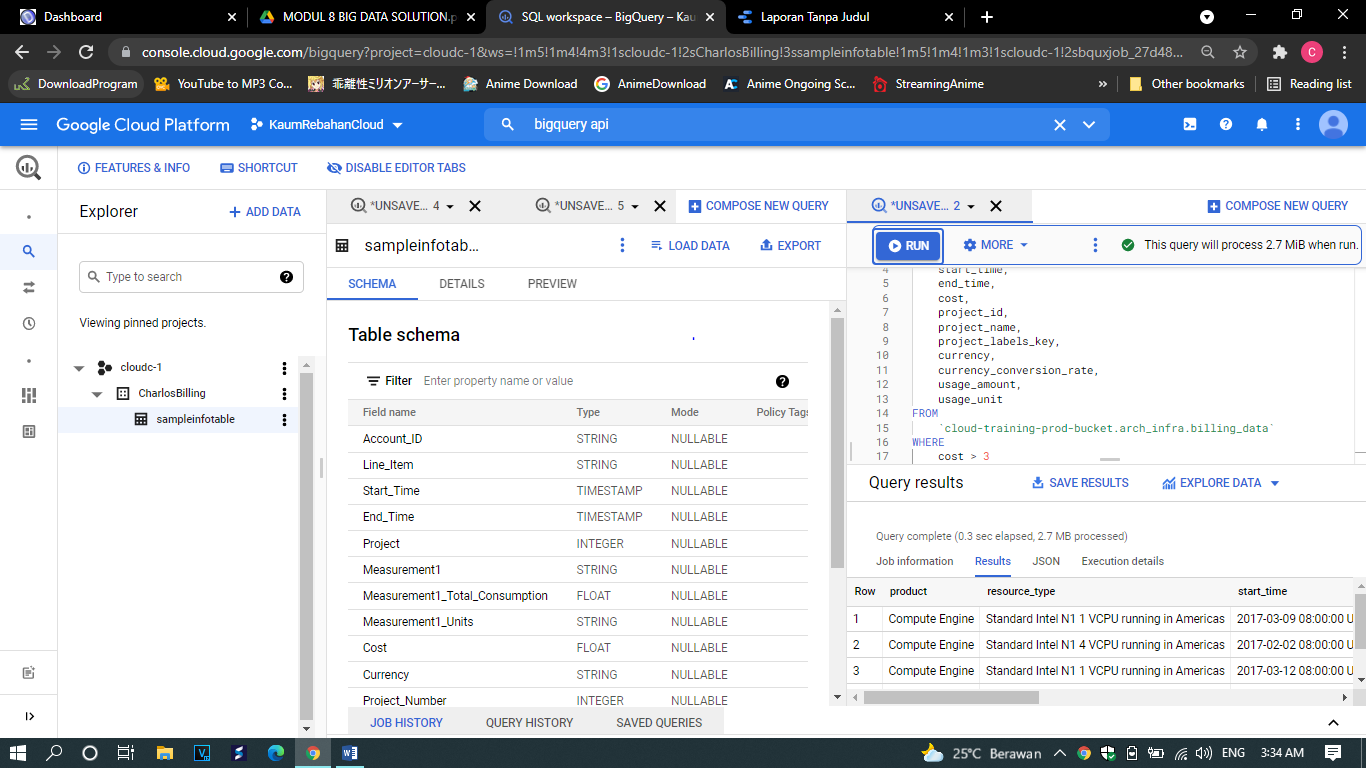 Dashboard
MODUL 8 BIG DATA SOLUTION.p
SQL workspace – BigQuery – Kau
Laporan Tanpa Judul
console.cloud.google.com/bigquery?project=cloudc-1&ws=!1m5!1m4!4m3!1scloudc-1!2sCharlosBilling!3ssampleinfotable!1m5!1m4!1m3!1scloudc-1!2sbquxjob_27d48...
C
DownloadProgram
YouTube to MP3 Co...
乖離性ミリオンアーサー...
Anime Download
AnimeDownload
Anime Ongoing Sc...
StreamingAnime
»
Other bookmarks
Reading list
Google Cloud Platform
KaumRebahanCloud
bigquery api
FEATURES & INFO
SHORTCUT
DISABLE EDITOR TABS
Explorer
+ ADD DATA
Type to search
Viewing pinned projects.
cloudc-1
CharlosBilling
sampleinfotable
*UNSAVE... 4
*UNSAVE... 5
COMPOSE NEW QUERY
sampleinfotab...
LOAD DATA
EXPORT
SCHEMA
DETAILS
PREVIEW
Table schema
Filter Enter property name or value
Field name Type Mode Policy Tags
Account_ID STRING NULLABLE
Line_Item STRING NULLABLE
Start_Time TIMESTAMP NULLABLE
End_Time TIMESTAMP NULLABLE
Project INTEGER NULLABLE
Measurement1 STRING NULLABLE
Measurement1_Total_Consumption FLOAT NULLABLE
Measurement1_Units STRING NULLABLE
Cost FLOAT NULLABLE
Currency STRING NULLABLE
Project_Number INTEGER NULLABLE
*UNSAVE... 2
COMPOSE NEW QUERY
RUN
MORE
This query will process 2.7 MiB when run.
4 start_time,
5 end_time,
6 cost,
7 project_id,
8 project_name,
9 project_labels_key,
10 currency,
11 currency_conversion_rate,
12 usage_amount,
13 usage_unit
14 FROM
15 `cloud-training-prod-bucket.arch_infra.billing_data`
16 WHERE
17 cost > 3
Query results
SAVE RESULTS
EXPLORE DATA
Query complete (0.3 sec elapsed, 2.7 MB processed)
Job information
Results
JSON
Execution details
Row product resource_type start_time
1 Compute Engine Standard Intel N1 1 VCPU running in Americas 2017-03-09 08:00:00 U
2 Compute Engine Standard Intel N1 4 VCPU running in Americas 2017-02-02 08:00:00 U
3 Compute Engine Standard Intel N1 1 VCPU running in Americas 2017-03-12 08:00:00 U
JOB HISTORY
QUERY HISTORY
SAVED QUERIES
25°C Berawan
ENG
3:34 AM